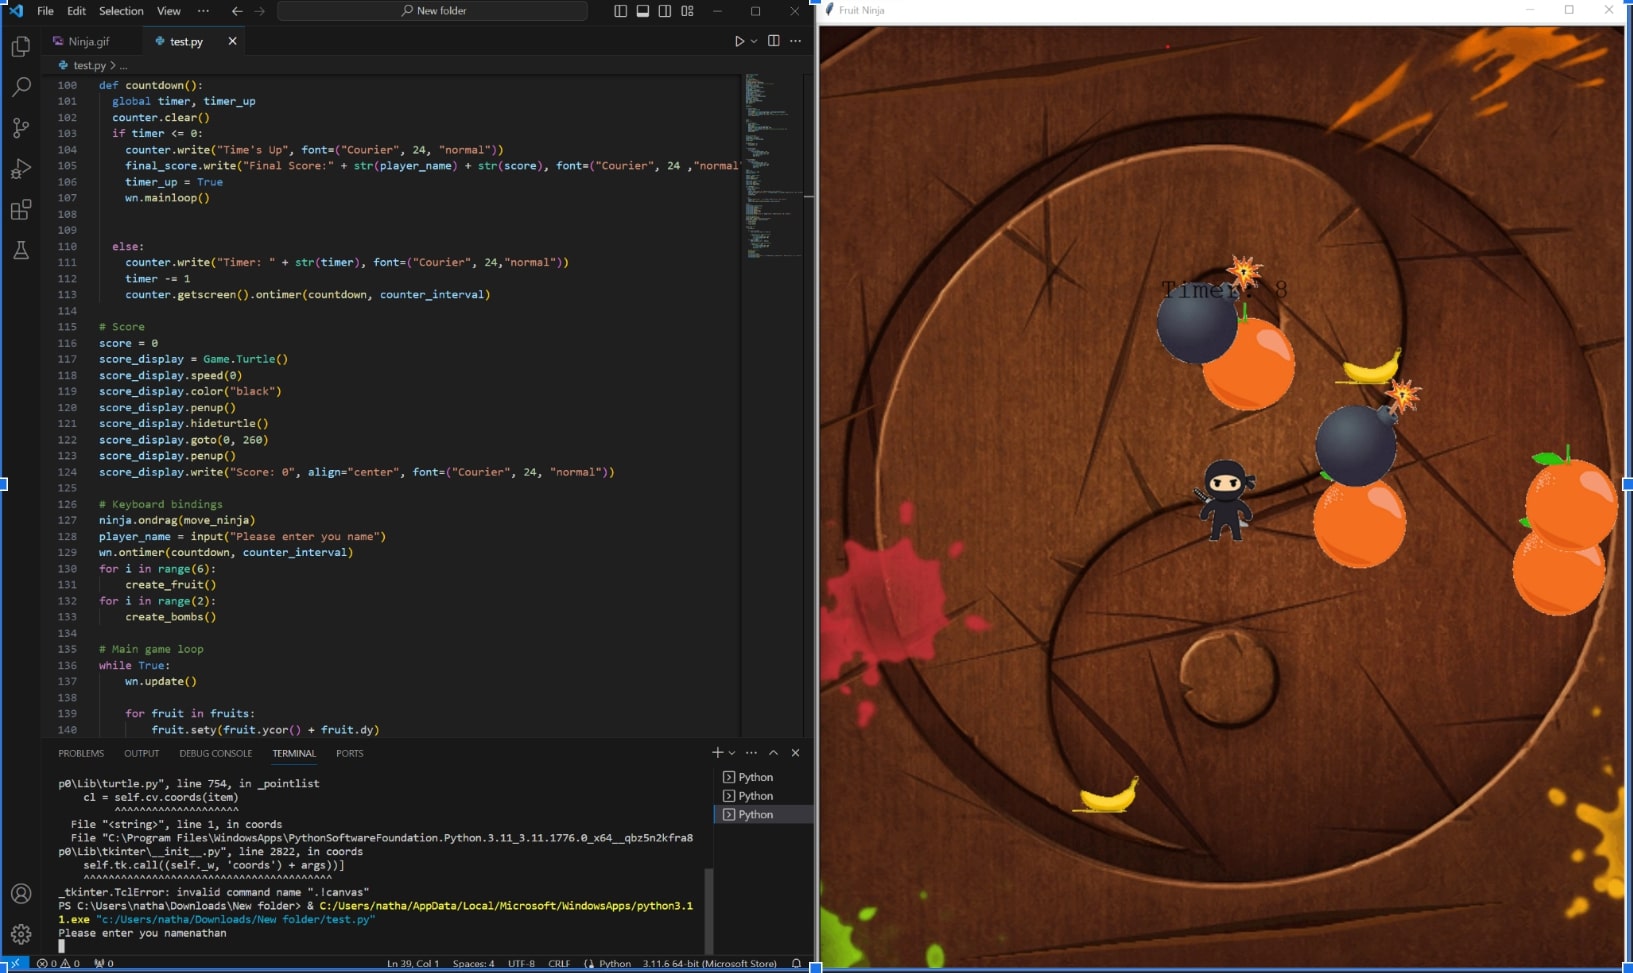 File Edit Selection View ··· New folder
Ninja.gif test.py
test.py > ...
100 def countdown():
101 global timer, timer_up
102 counter.clear()
103 if timer <= 0:
104 counter.write("Time's Up", font=("Courier", 24, "normal"))
105 final_score.write("Final Score:" + str(player_name) + str(score), font=("Courier", 24 ,"normal"
106 timer_up = True
107 wn.mainloop()
108
109
110 else:
111 counter.write("Timer: " + str(timer), font=("Courier", 24,"normal"))
112 timer -= 1
113 counter.getscreen().ontimer(countdown, counter_interval)
114
115 # Score
116 score = 0
117 score_display = Game.Turtle()
118 score_display.speed(0)
119 score_display.color("black")
120 score_display.penup()
121 score_display.hideturtle()
122 score_display.goto(0, 260)
123 score_display.penup()
124 score_display.write("Score: 0", align="center", font=("Courier", 24, "normal"))
125
126 # Keyboard bindings
127 ninja.ondrag(move_ninja)
128 player_name = input("Please enter you name")
129 wn.ontimer(countdown, counter_interval)
130 for i in range(6):
131 create_fruit()
132 for i in range(2):
133 create_bombs()
134
135 # Main game loop
136 while True:
137 wn.update()
138
139 for fruit in fruits:
140 fruit.sety(fruit.ycor() + fruit.dy)
PROBLEMS OUTPUT DEBUG CONSOLE TERMINAL PORTS
p0\Lib\turtle.py", line 754, in _pointlist
cl = self.cv.coords(item)
^^^^^^^^^^^^^^^^^^^^
File "<string>", line 1, in coords
File "C:\Program Files\WindowsApps\PythonSoftwareFoundation.Python.3.11_3.11.1776.0_x64__qbz5n2kfra8
p0\Lib\tkinter\__init__.py", line 2822, in coords
self.tk.call((self._w, 'coords') + args))]
^^^^^^^^^^^^^^^^^^^^^^^^^^^^^^^^^^^^^^^
_tkinter.TclError: invalid command name ".!canvas"
PS C:\Users\natha\Downloads\New folder> & C:/Users/natha/AppData/Local/Microsoft/WindowsApps/python3.1
1.exe "c:/Users/natha/Downloads/New folder/test.py"
Please enter you namenathan
Python
Python
Python
0 0 0 Ln 39, Col 1 Spaces: 4 UTF-8 CRLF Python 3.11.6 64-bit (Microsoft Store)
Fruit Ninja
Timer: 8